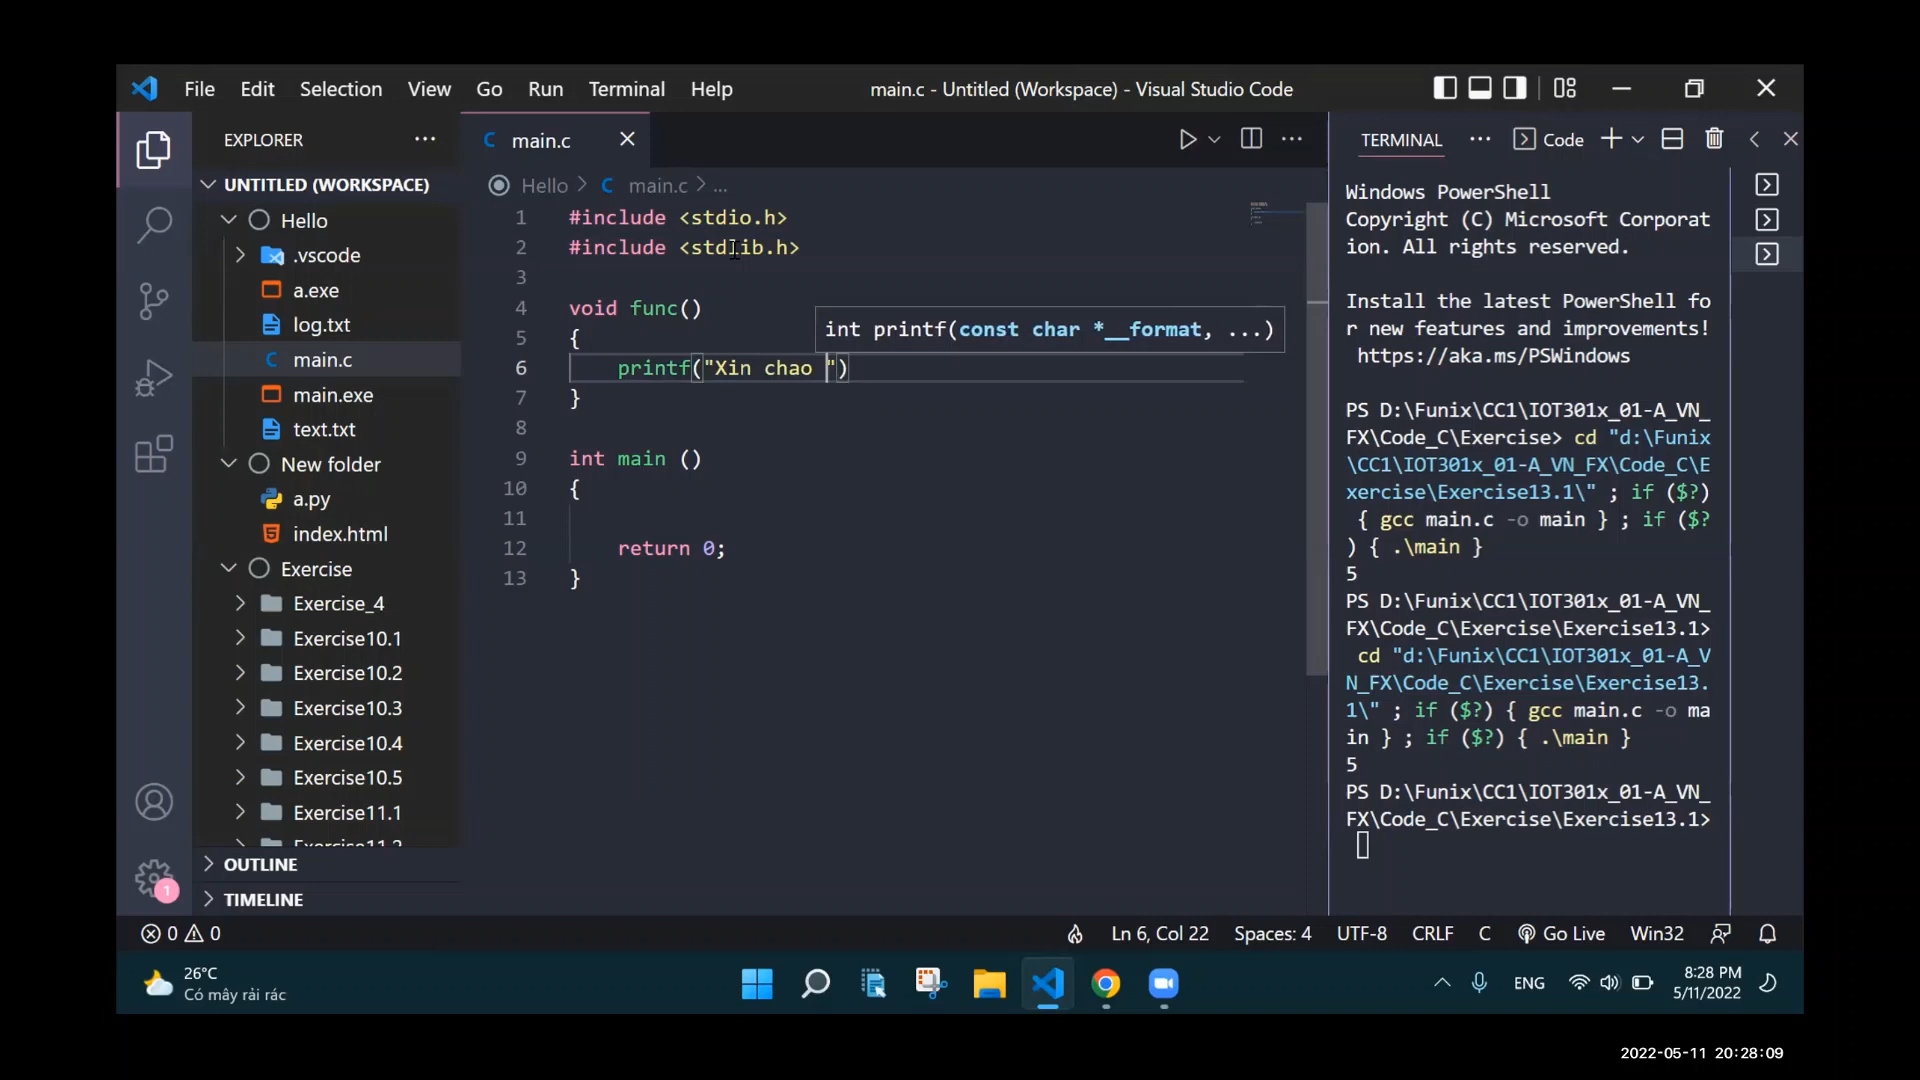 File Edit Selection View Go Run Terminal Help main.c - Untitled (Workspace) - Visual Studio Code
EXPLORER
UNTITLED (WORKSPACE)
Hello
.vscode
a.exe
log.txt
main.c
main.exe
text.txt
New folder
a.py
index.html
Exercise
Exercise_4
Exercise10.1
Exercise10.2
Exercise10.3
Exercise10.4
Exercise10.5
Exercise11.1
OUTLINE
TIMELINE
main.c
Hello > C main.c > ...
1 #include <stdio.h>
2 #include <stdlib.h>
3
4 void func()
int printf(const char *__format, ...)
5 {
6 printf("Xin chao ")
7 }
8
9 int main ()
10 {
11
12 return 0;
13 }
TERMINAL ... Code
Windows PowerShell
Copyright (C) Microsoft Corporat
ion. All rights reserved.
Install the latest PowerShell fo
r new features and improvements!
https://aka.ms/PSWindows
PS D:\Funix\CC1\IOT301x_01-A_VN_
FX\Code_C\Exercise> cd "d:\Funix
\CC1\IOT301x_01-A_VN_FX\Code_C\E
xercise\Exercise13.1\" ; if ($?)
{ gcc main.c -o main } ; if ($?
) { .\main }
5
PS D:\Funix\CC1\IOT301x_01-A_VN_
FX\Code_C\Exercise\Exercise13.1>
cd "d:\Funix\CC1\IOT301x_01-A_V
N_FX\Code_C\Exercise\Exercise13.
1\" ; if ($?) { gcc main.c -o ma
in } ; if ($?) { .\main }
5
PS D:\Funix\CC1\IOT301x_01-A_VN_
FX\Code_C\Exercise\Exercise13.1>
0 0 Ln 6, Col 22 Spaces: 4 UTF-8 CRLF C Go Live Win32
26°C
Có mây rải rác
ENG
8:28 PM
5/11/2022
2022-05-11 20:28:09